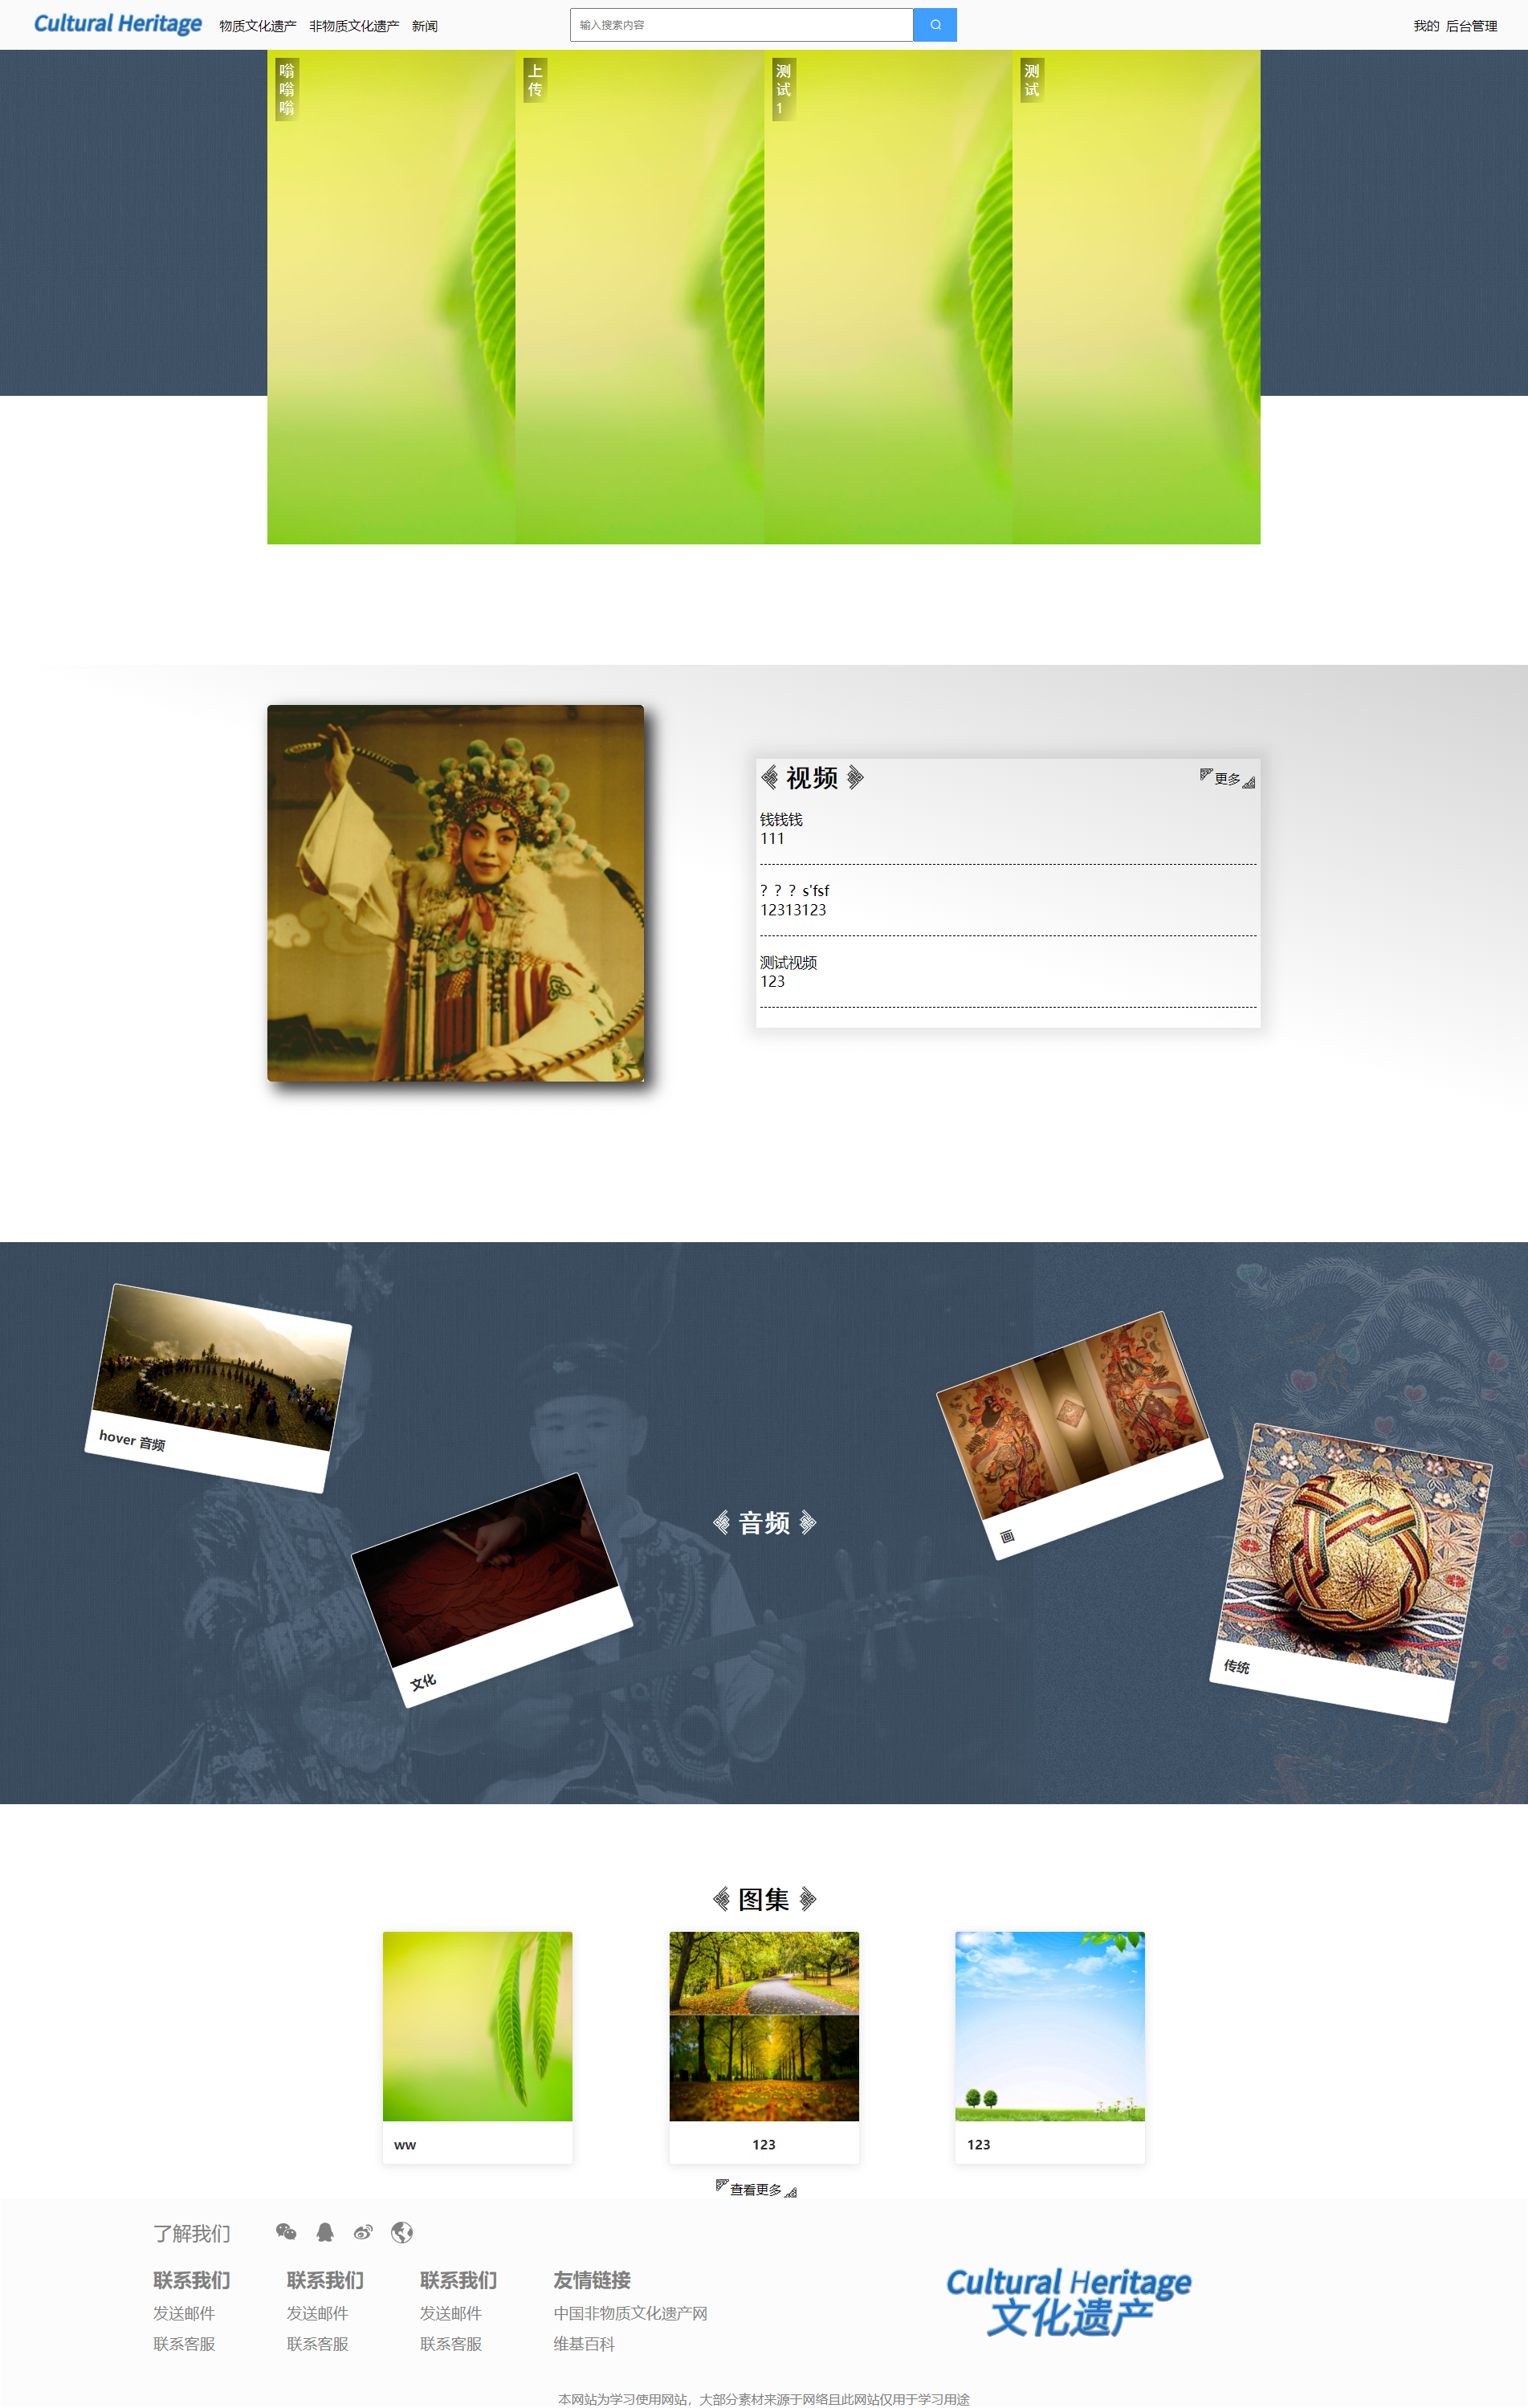 Cultural Heritage 物质文化遗产 非物质文化遗产 新闻 输入搜素内容 我的 后台管理
嗡嗡嗡
上传
测试1
测试
视频 更多
钱钱钱
111
？？？s'fsf
12313123
测试视频
123
hover 音频
文化
音频
画
传统
图集
ww
123
123
查看更多
了解我们
联系我们 联系我们 联系我们 友情链接
发送邮件 发送邮件 发送邮件 中国非物质文化遗产网
联系客服 联系客服 联系客服 维基百科
Cultural Heritage
文化遗产
本网站为学习使用网站，大部分素材来源于网络且此网站仅用于学习用途